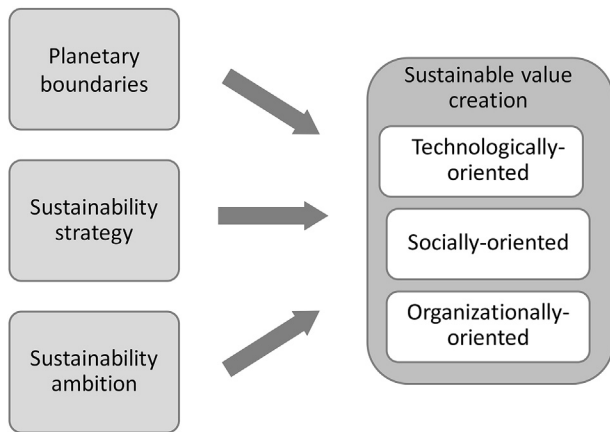 Planetary
boundaries
Sustainability
strategy
Sustainability
ambition
Sustainable value
creation
Technologically-
oriented
Socially-oriented
Organizationally-
oriented